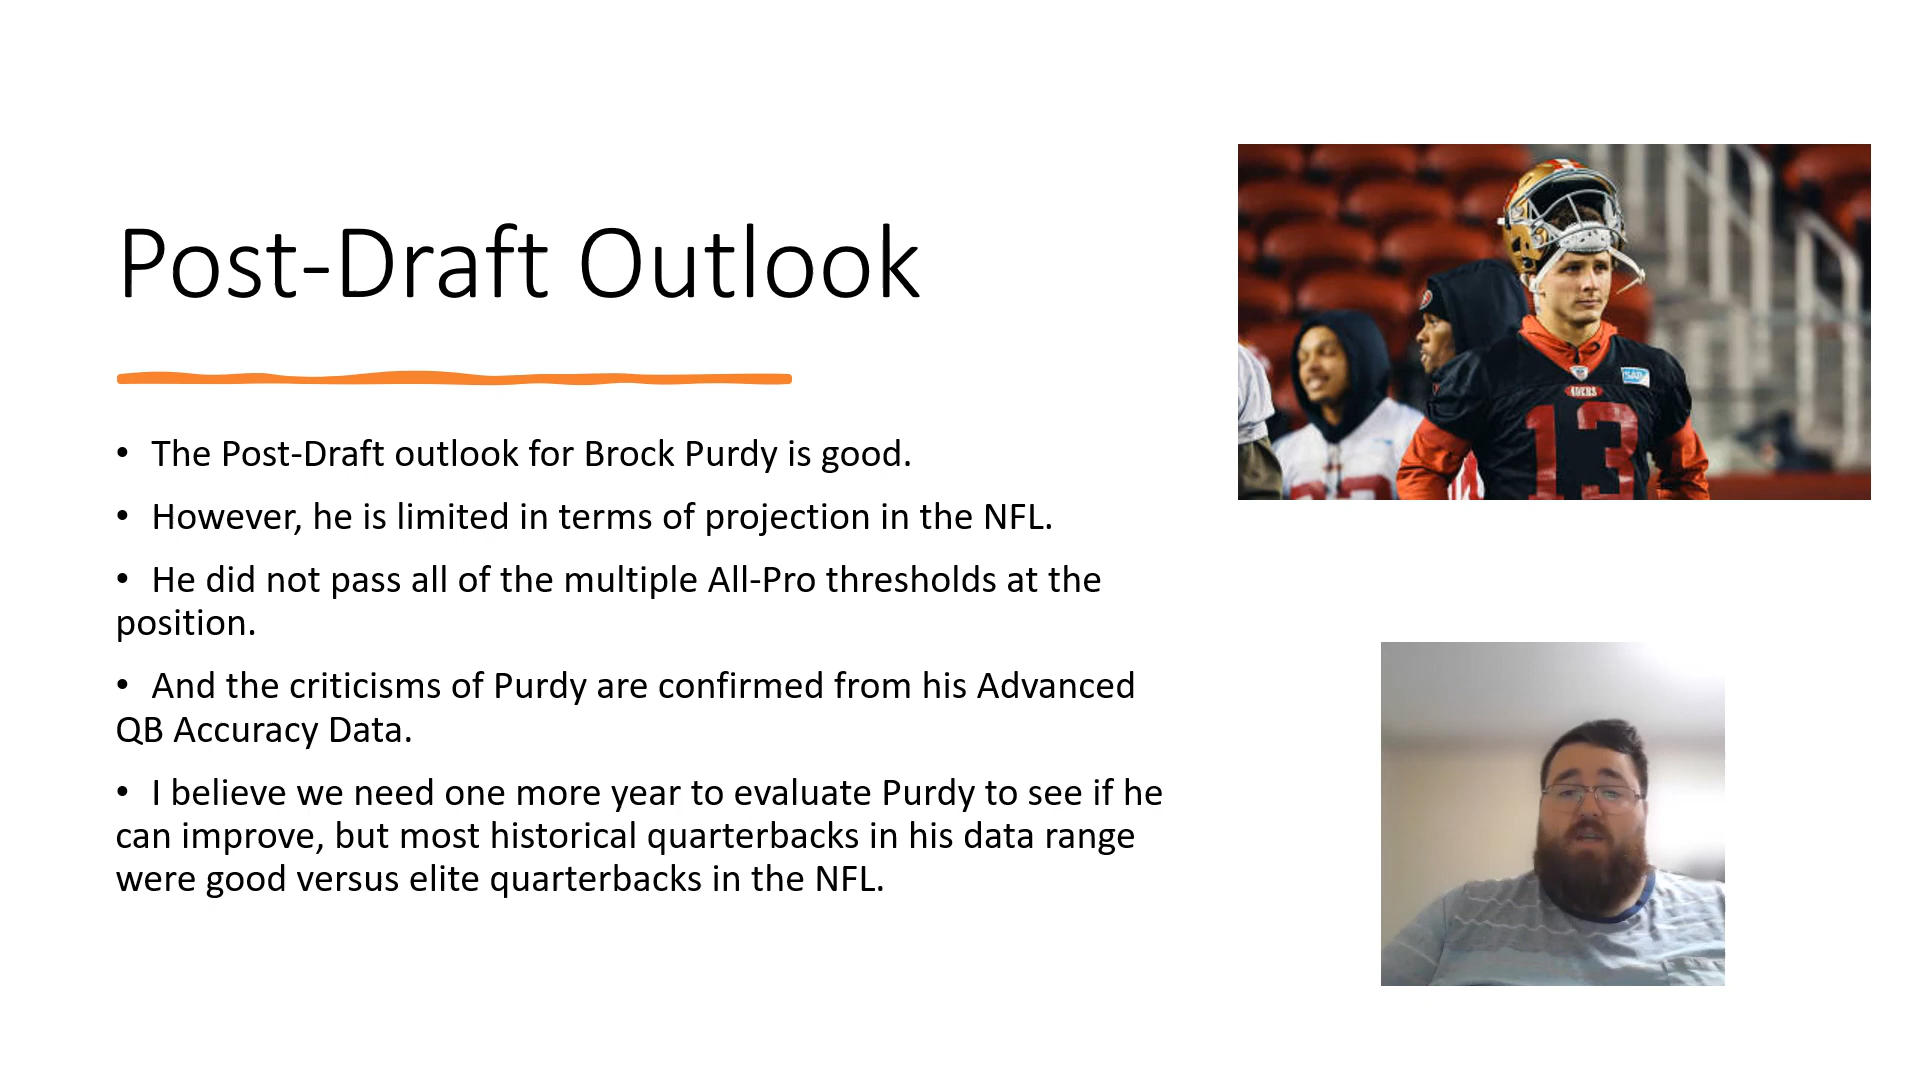 Post-Draft Outlook
• The Post-Draft outlook for Brock Purdy is good.
• However, he is limited in terms of projection in the NFL.
• He did not pass all of the multiple All-Pro thresholds at the
position.
• And the criticisms of Purdy are confirmed from his Advanced
QB Accuracy Data.
• I believe we need one more year to evaluate Purdy to see if he
can improve, but most historical quarterbacks in his data range
were good versus elite quarterbacks in the NFL.
SAP
49ERS
13